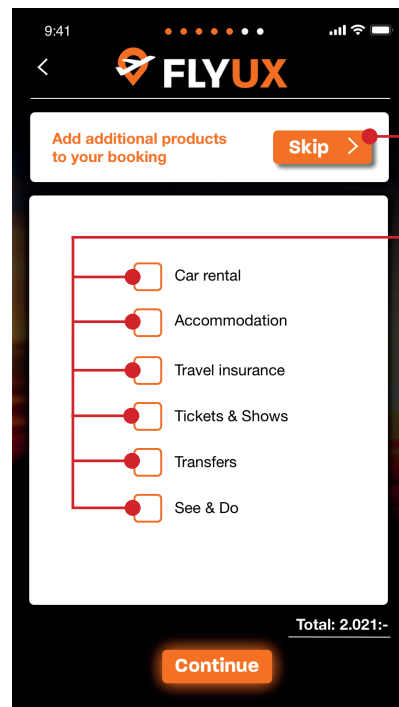 9:41
FLYUX
Add additional products
to your booking
Skip >
Car rental
Accommodation
Travel insurance
Tickets & Shows
Transfers
See & Do
Total: 2.021:-
Continue